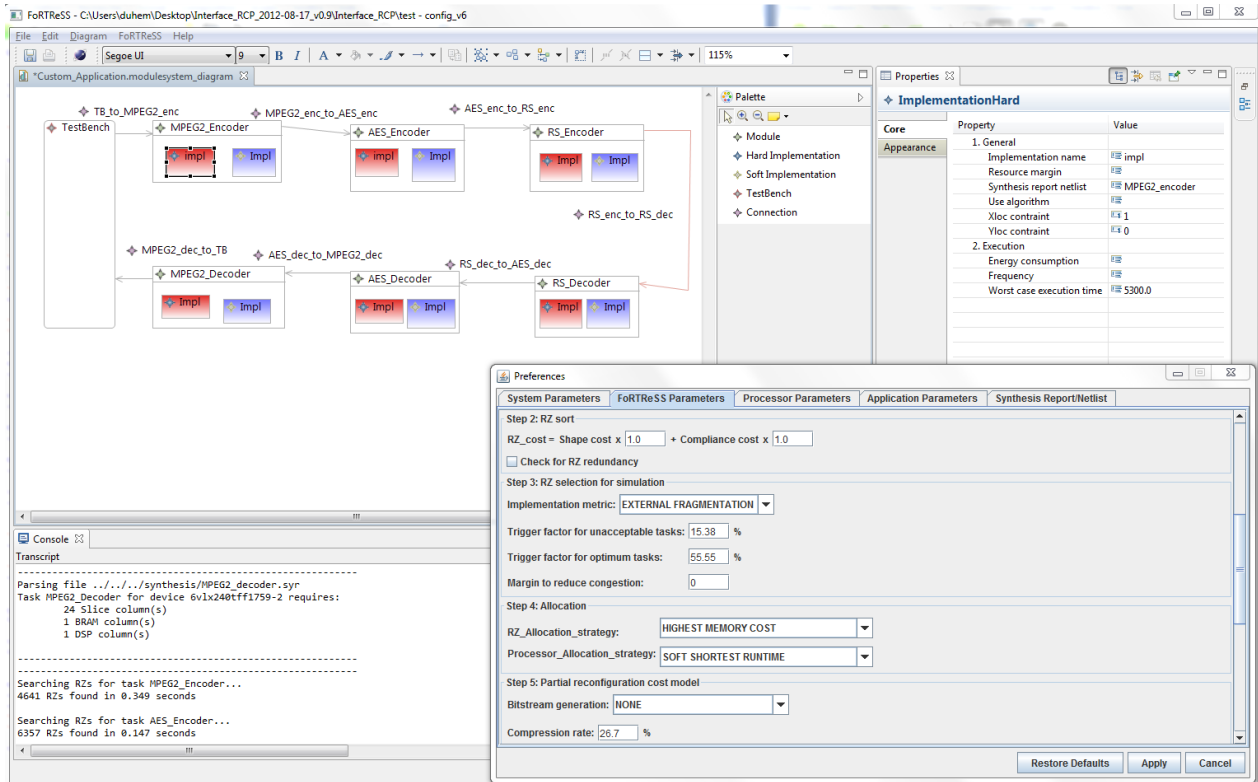 FoRTReSS - C:\Users\duhem\Desktop\Interface_RCP_2012-08-17_v0.9\Interface_RCP\test - config_v6
File Edit Diagram FoRTReSS Help
Segoe UI 9 B I A 115%
*Custom_Application.modulesystem_diagram
TB_to_MPEG2_enc
MPEG2_enc_to_AES_enc
AES_enc_to_RS_enc
TestBench
MPEG2_Encoder
AES_Encoder
RS_Encoder
impl Impl
impl Impl
Impl Impl
RS_enc_to_RS_dec
MPEG2_dec_to_TB
AES_dec_to_MPEG2_dec
RS_dec_to_AES_dec
MPEG2_Decoder
AES_Decoder
RS_Decoder
Impl Impl
Impl Impl
Impl Impl
Palette
Module
Hard Implementation
Soft Implementation
TestBench
Connection
Properties
ImplementationHard
Core
Appearance
Property Value
1. General
Implementation name impl
Resource margin
Synthesis report netlist MPEG2_encoder
Use algorithm
Xloc contraint 1
Yloc contraint 0
2. Execution
Energy consumption
Frequency
Worst case execution time 5300.0
Console
Transcript
Parsing file ../../../synthesis/MPEG2_decoder.syr
Task MPEG2_Decoder for device 6vlx240tff1759-2 requires:
24 Slice column(s)
1 BRAM column(s)
1 DSP column(s)
Searching RZs for task MPEG2_Encoder...
4641 RZs found in 0.349 seconds
Searching RZs for task AES_Encoder...
6357 RZs found in 0.147 seconds
Preferences
System Parameters FoRTReSS Parameters Processor Parameters Application Parameters Synthesis Report/Netlist
Step 2: RZ sort
RZ_cost = Shape cost x 1.0 + Compliance cost x 1.0
Check for RZ redundancy
Step 3: RZ selection for simulation
Implementation metric: EXTERNAL FRAGMENTATION
Trigger factor for unacceptable tasks: 15.38 %
Trigger factor for optimum tasks: 55.55 %
Margin to reduce congestion: 0
Step 4: Allocation
RZ_Allocation_strategy: HIGHEST MEMORY COST
Processor_Allocation_strategy: SOFT SHORTEST RUNTIME
Step 5: Partial reconfiguration cost model
Bitstream generation: NONE
Compression rate: 26.7 %
Restore Defaults Apply Cancel